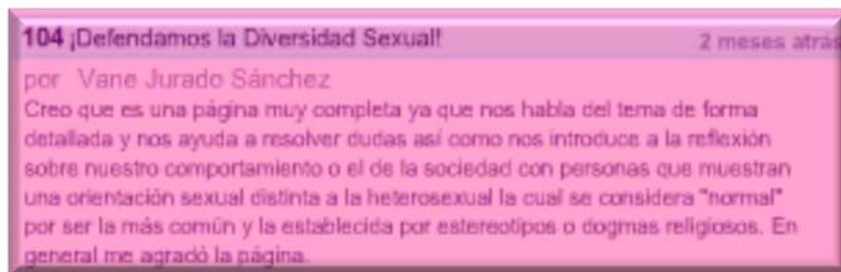 104 ¡Defendamos la Diversidad Sexual!
2 meses atrás
por Vane Jurado Sánchez
Creo que es una página muy completa ya que nos habla del tema de forma
detallada y nos ayuda a resolver dudas así como nos introduce a la reflexión
sobre nuestro comportamiento o el de la sociedad con personas que muestran
una orientación sexual distinta a la heterosexual la cual se considera "normal"
por ser la más común y la establecida por estereotipos o dogmas religiosos. En
general me agradó la página.